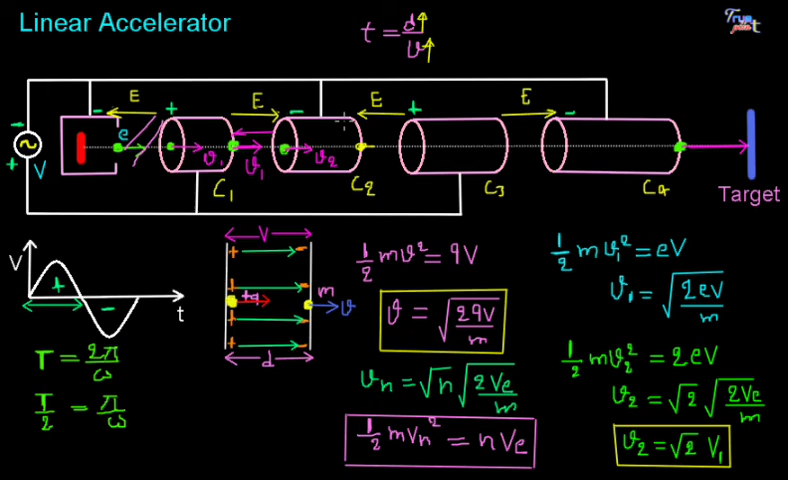 Linear Accelerator
t = d↑/v↑
E + E - E + E -
- e
+ V
v₁ v₁ v₂
C₁ C₂ C₃ C₄
Target
V
+ -
t
T = 2π/ω
T/2 = π/ω
V
+ -
+q m
v
+ -
+ -
d
1/2 mv² = qV
v = √(2qV/m)
vₙ = √n √(2Ve/m)
1/2 mVₙ² = nVe
1/2 mv₁² = eV
v₁ = √(2eV/m)
1/2 mv₂² = 2eV
v₂ = √2 √(2Ve/m)
v₂ = √2 V₁